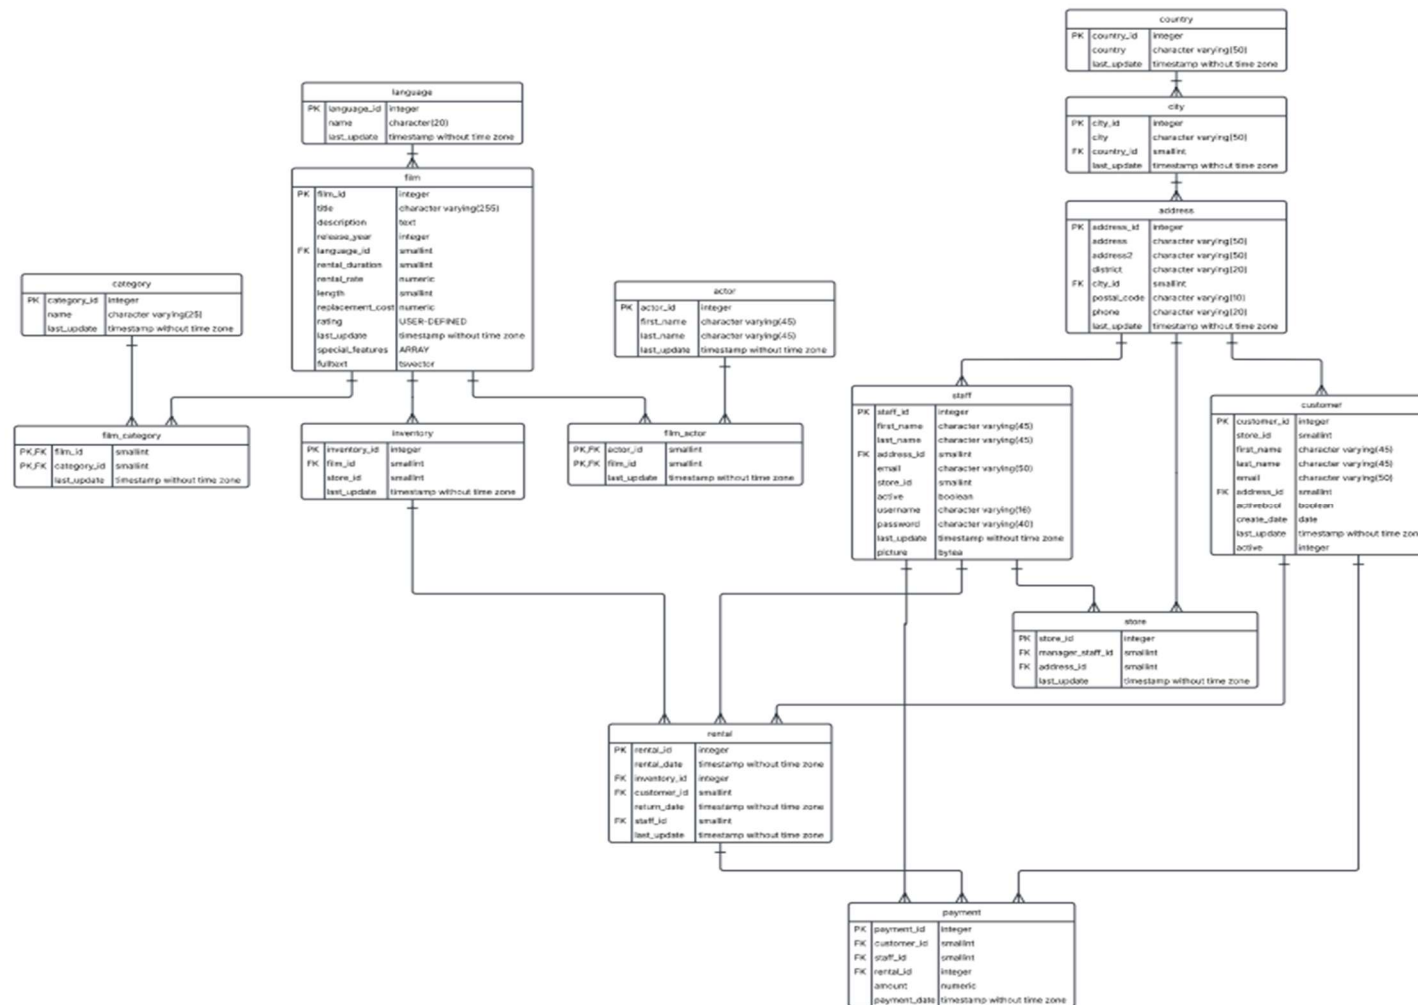 country
PK country_id integer
country character varying(50)
last_update timestamp without time zone
language
PK language_id integer
name character(20)
last_update timestamp without time zone
city
PK city_id integer
city character varying(50)
FK country_id smallint
last_update timestamp without time zone
film
PK film_id integer
title character varying(255)
description text
release_year integer
FK language_id smallint
rental_duration smallint
rental_rate numeric
length smallint
replacement_cost numeric
rating USER-DEFINED
last_update timestamp without time zone
special_features ARRAY
fulltext tsvector
address
PK address_id integer
address character varying(50)
address2 character varying(50)
district character varying(20)
FK city_id smallint
postal_code character varying(10)
phone character varying(20)
last_update timestamp without time zone
category
PK category_id integer
name character varying(25)
last_update timestamp without time zone
actor
PK actor_id integer
first_name character varying(45)
last_name character varying(45)
last_update timestamp without time zone
film_category
PK,FK film_id smallint
PK,FK category_id smallint
last_update timestamp without time zone
inventory
PK inventory_id integer
FK film_id smallint
store_id smallint
last_update timestamp without time zone
film_actor
PK,FK actor_id smallint
PK,FK film_id smallint
last_update timestamp without time zone
staff
PK staff_id integer
first_name character varying(45)
last_name character varying(45)
FK address_id smallint
email character varying(50)
store_id smallint
active boolean
username character varying(16)
password character varying(40)
last_update timestamp without time zone
picture bytea
customer
PK customer_id integer
store_id smallint
first_name character varying(45)
last_name character varying(45)
email character varying(50)
FK address_id smallint
activebool boolean
create_date date
last_update timestamp without time zon
active integer
store
PK store_id integer
FK manager_staff_id smallint
FK address_id smallint
last_update timestamp without time zone
rental
PK rental_id integer
rental_date timestamp without time zone
FK inventory_id integer
FK customer_id smallint
return_date timestamp without time zone
FK staff_id smallint
last_update timestamp without time zone
payment
PK payment_id integer
FK customer_id smallint
FK staff_id smallint
FK rental_id integer
amount numeric
payment_date timestamp without time zone